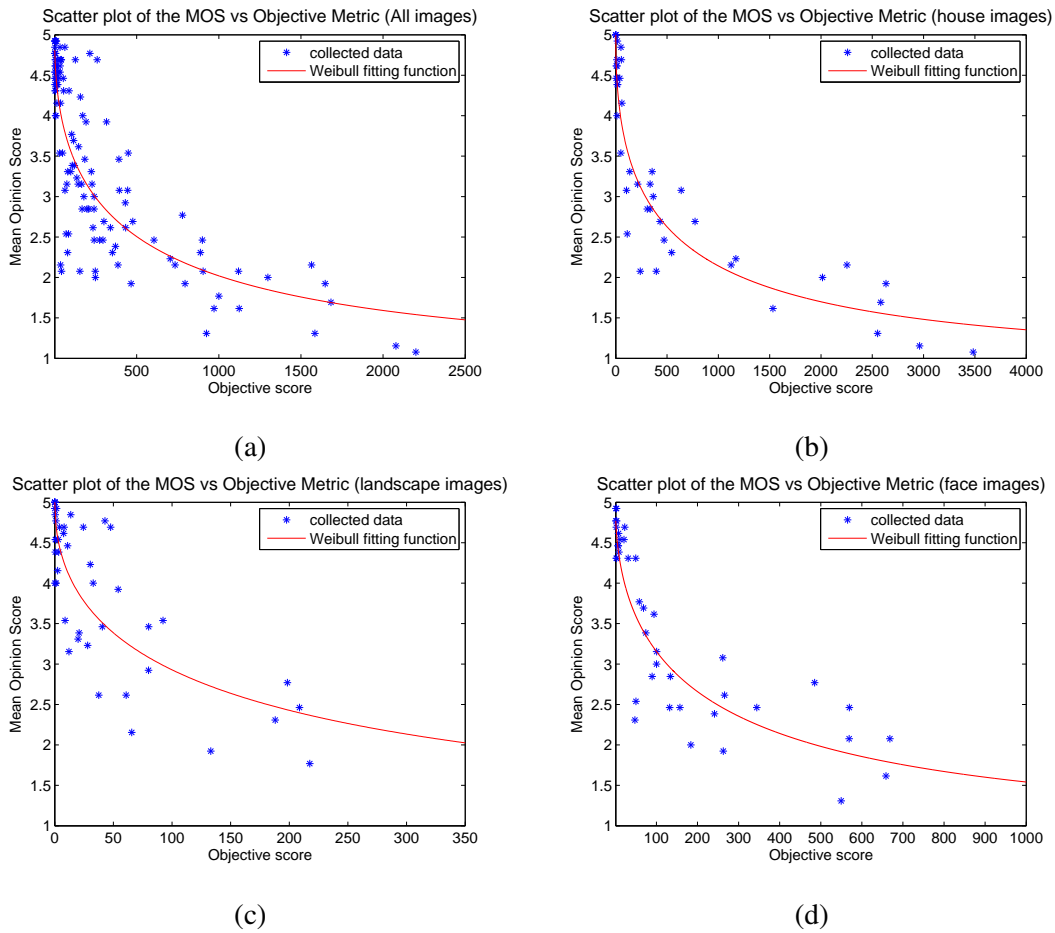 Scatter plot of the MOS vs Objective Metric (All images)
5
4.5
4
3.5
3
2.5
2
1.5
1
Mean Opinion Score
collected data
Weibull fitting function
500
1000
1500
2000
2500
Objective score
(a)
Scatter plot of the MOS vs Objective Metric (house images)
5
4.5
4
3.5
3
2.5
2
1.5
1
Mean Opinion Score
collected data
Weibull fitting function
0
500
1000
1500
2000
2500
3000
3500
4000
Objective score
(b)
Scatter plot of the MOS vs Objective Metric (landscape images)
5
4.5
4
3.5
3
2.5
2
1.5
1
Mean Opinion Score
collected data
Weibull fitting function
0
50
100
150
200
250
300
350
Objective score
(c)
Scatter plot of the MOS vs Objective Metric (face images)
5
4.5
4
3.5
3
2.5
2
1.5
1
Mean Opinion Score
collected data
Weibull fitting function
100
200
300
400
500
600
700
800
900
1000
Objective score
(d)